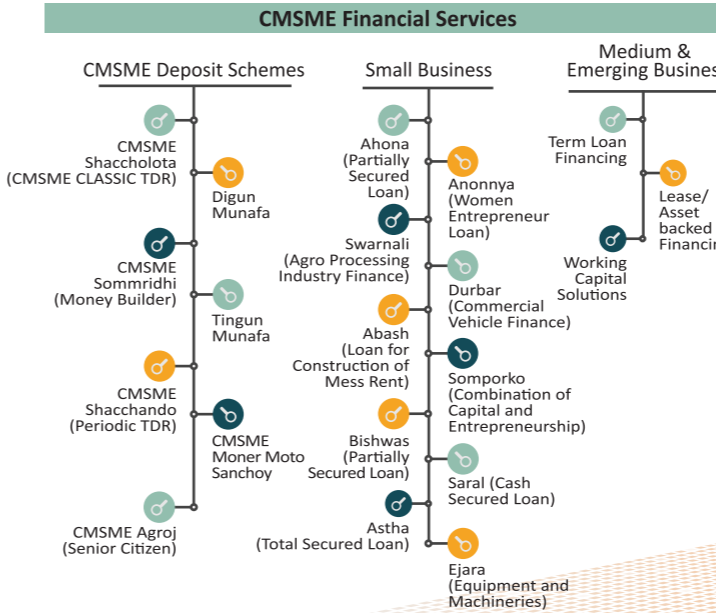 CMSME Financial Services
CMSME Deposit Schemes
CMSME
Shaccholota
(CMSME CLASSIC TDR)
Digun
Munafa
CMSME
Sommridhi
(Money Builder)
Tingun
Munafa
CMSME
Shacchando
(Periodic TDR)
CMSME
Moner Moto
Sanchoy
CMSME Agroj
(Senior Citizen)
Small Business
Ahona
(Partially
Secured
Loan)
Anonnya
(Women
Entrepreneur
Loan)
Swarnali
(Agro Processing
Industry Finance)
Durbar
(Commercial
Vehicle Finance)
Abash
(Loan for
Construction of
Mess Rent)
Somporko
(Combination of
Capital and
Entrepreneurship)
Bishwas
(Partially
Secured Loan)
Saral (Cash
Secured Loan)
Astha
(Total Secured Loan)
Ejara
(Equipment and
Machineries)
Medium &
Emerging Busines
Term Loan
Financing
Lease/
Asset
backed
Financin
Working
Capital
Solutions